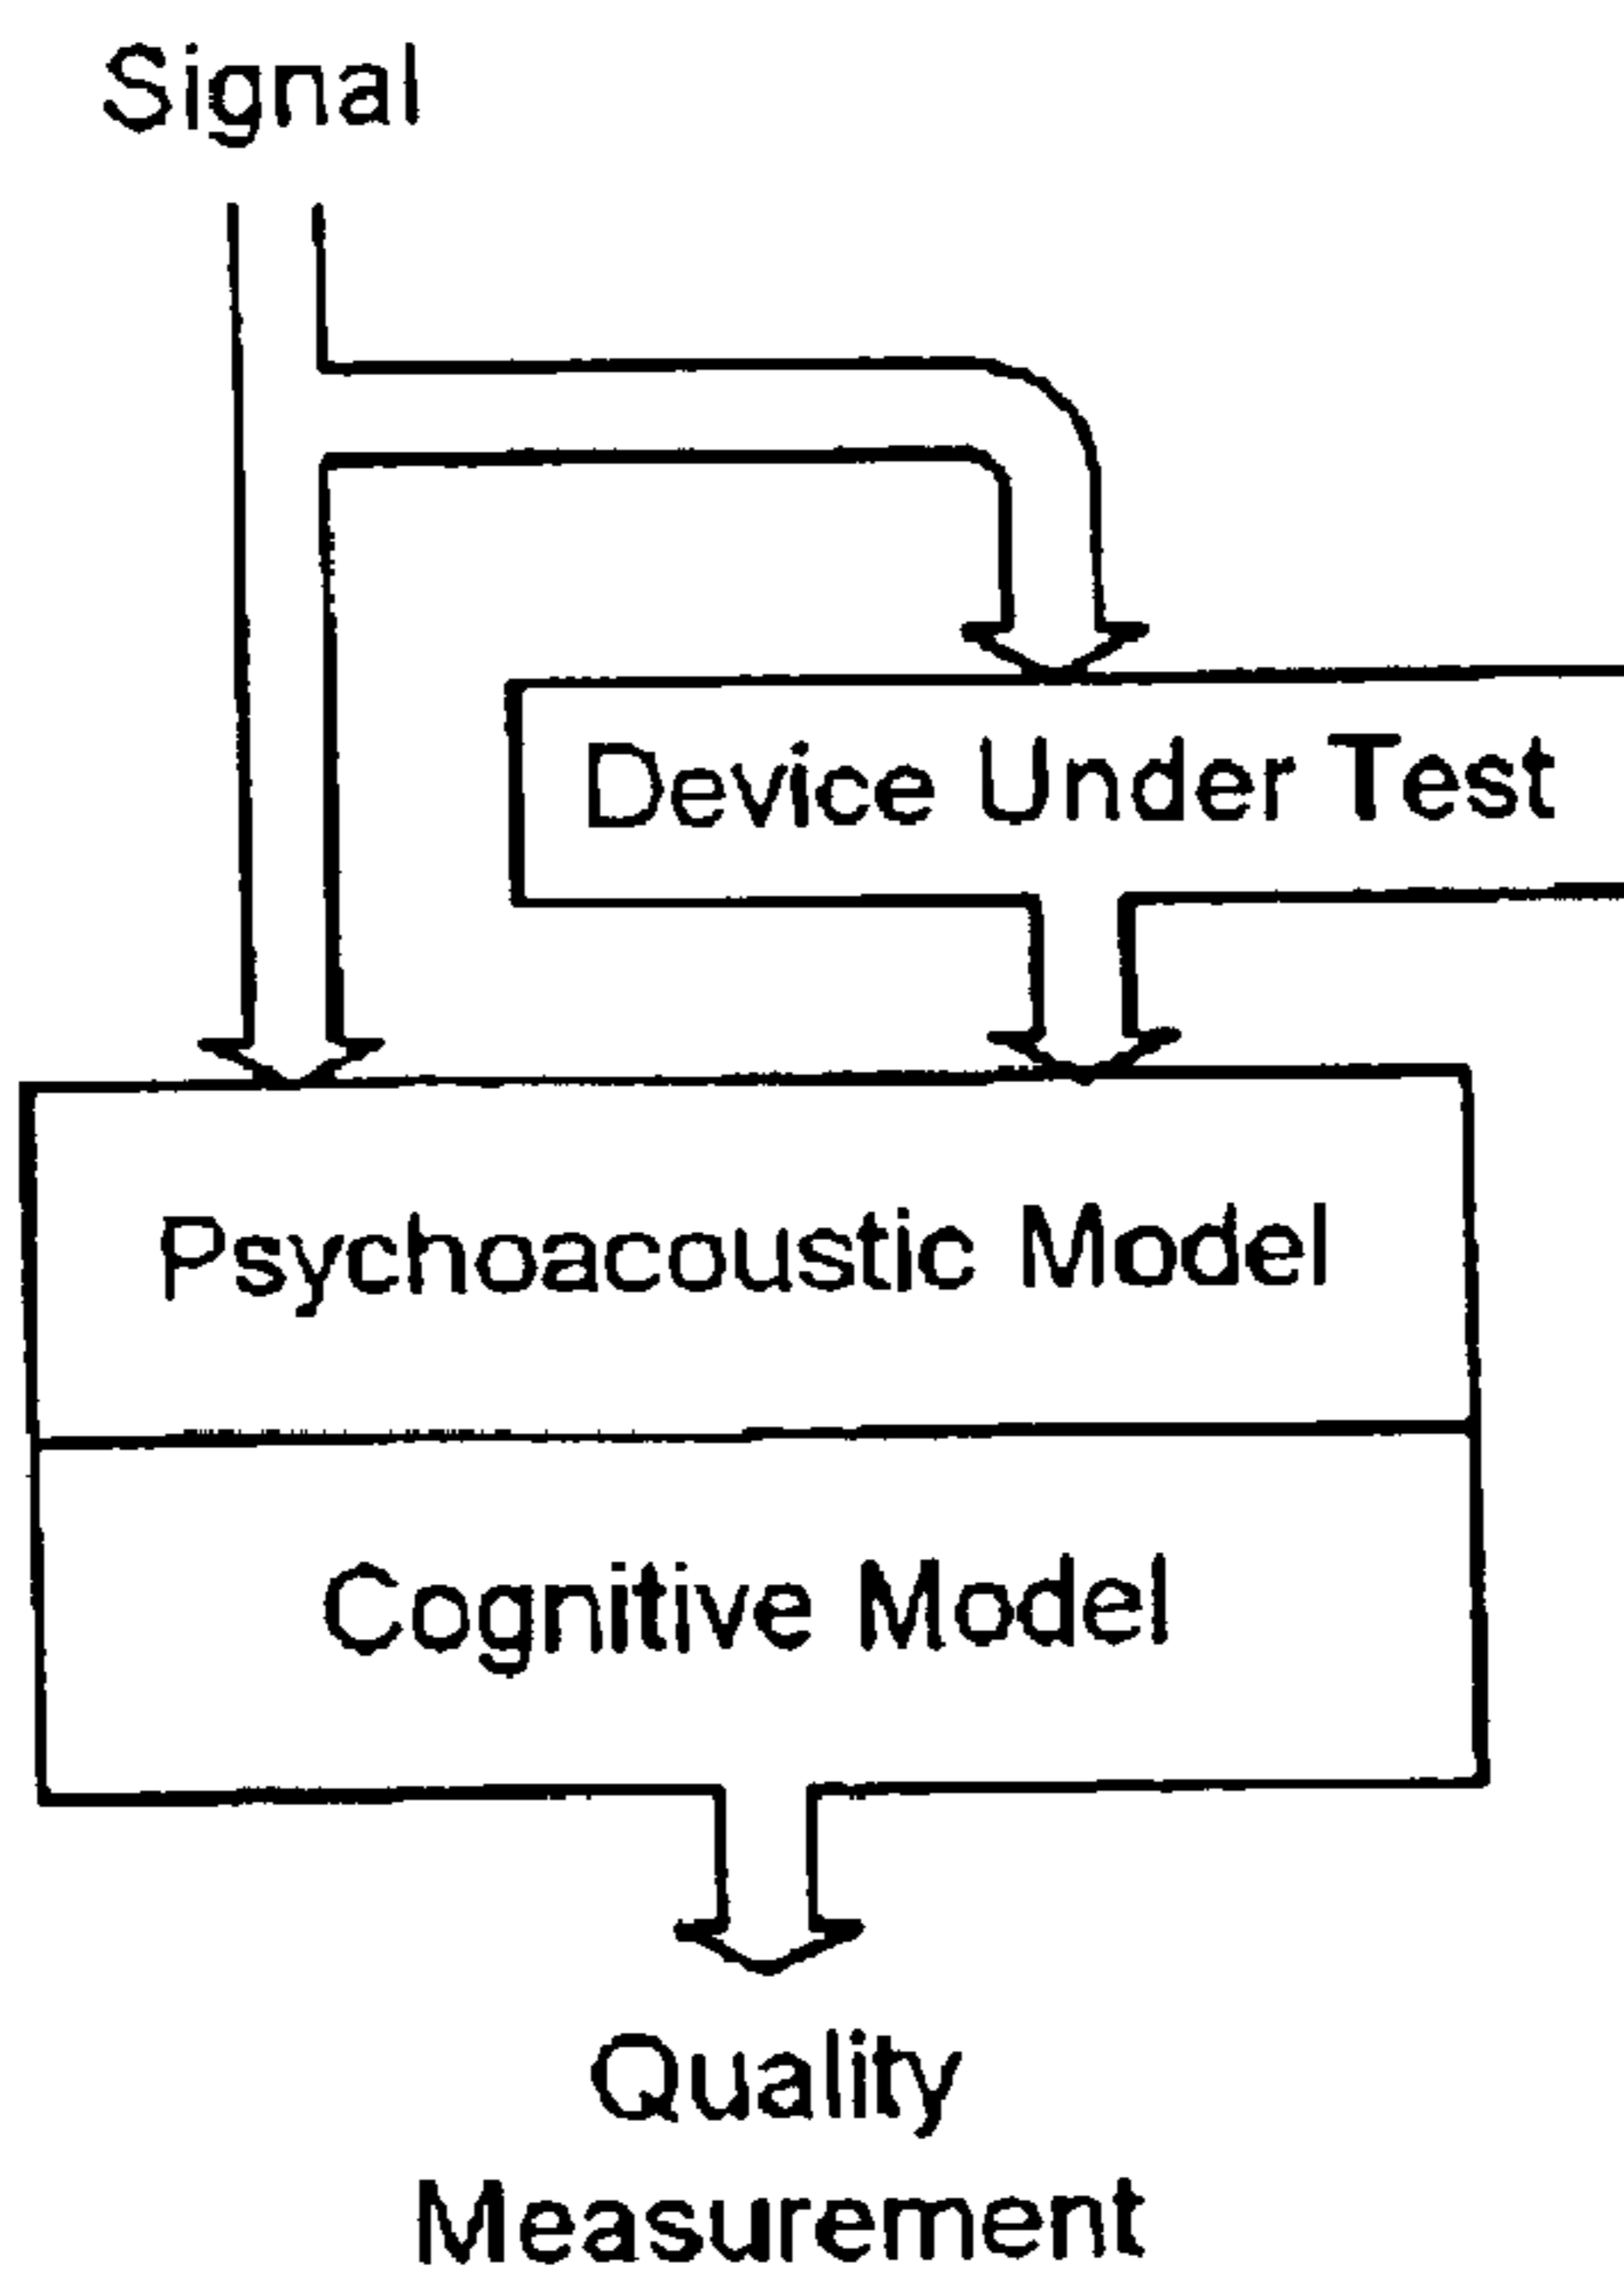 Signal
Device Under Test
Psychoacoustic Model
Cognitive Model
Quality
Measurement